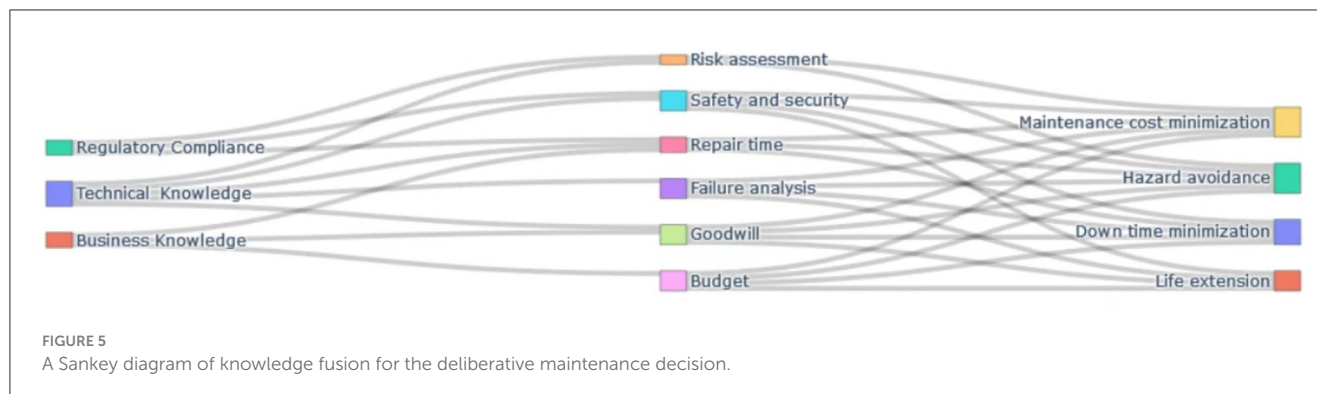 Regulatory Compliance
Technical Knowledge
Business Knowledge
Risk assessment
Safety and security
Repair time
Failure analysis
Goodwill
Budget
Maintenance cost minimization
Hazard avoidance
Down time minimization
Life extension
FIGURE 5
A Sankey diagram of knowledge fusion for the deliberative maintenance decision.